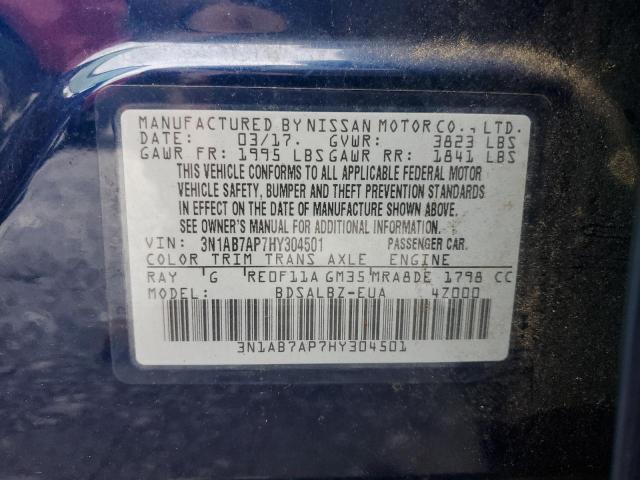 MANUFACTURED BY NISSAN MOTOR CO., LTD.
DATE: 03/17. GVWR: 3823 LBS
GAWR FR: 1995 LBS GAWR RR: 1841 LBS
THIS VEHICLE CONFORMS TO ALL APPLICABLE FEDERAL MOTOR
VEHICLE SAFETY, BUMPER AND THEFT PREVENTION STANDARDS
IN EFFECT ON THE DATE OF MANUFACTURE SHOWN ABOVE.
SEE OWNER'S MANUAL FOR ADDITIONAL INFORMATION.
VIN: 3N1AB7AP7HY304501 PASSENGER CAR.
COLOR TRIM TRANS AXLE ENGINE
RAY G RE0F11A GM35 MRA8DE 1798 CC
MODEL: BDSALBZ-EUA 4Z000
3N1AB7AP7HY304501